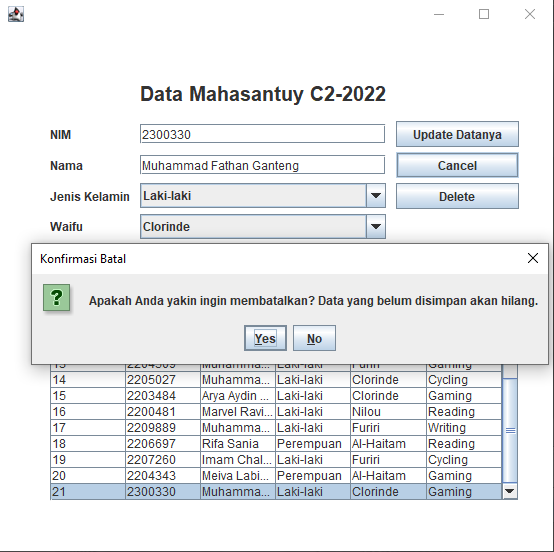 Data Mahasantuy C2-2022
NIM 2300330 Update Datanya
Nama Muhammad Fathan Ganteng Cancel
Jenis Kelamin Laki-laki Delete
Waifu Clorinde
Konfirmasi Batal
Apakah Anda yakin ingin membatalkan? Data yang belum disimpan akan hilang.
Yes No
13 2204509 Muhamma... Laki-laki Furiri Gaming
14 2205027 Muhamma... Laki-laki Clorinde Cycling
15 2203484 Arya Aydin ... Laki-laki Clorinde Gaming
16 2200481 Marvel Ravi... Laki-laki Nilou Reading
17 2209889 Muhamma... Laki-laki Furiri Writing
18 2206697 Rifa Sania Perempuan Al-Haitam Reading
19 2207260 Imam Chal... Laki-laki Furiri Cycling
20 2204343 Meiva Labi... Perempuan Al-Haitam Gaming
21 2300330 Muhamma... Laki-laki Clorinde Gaming